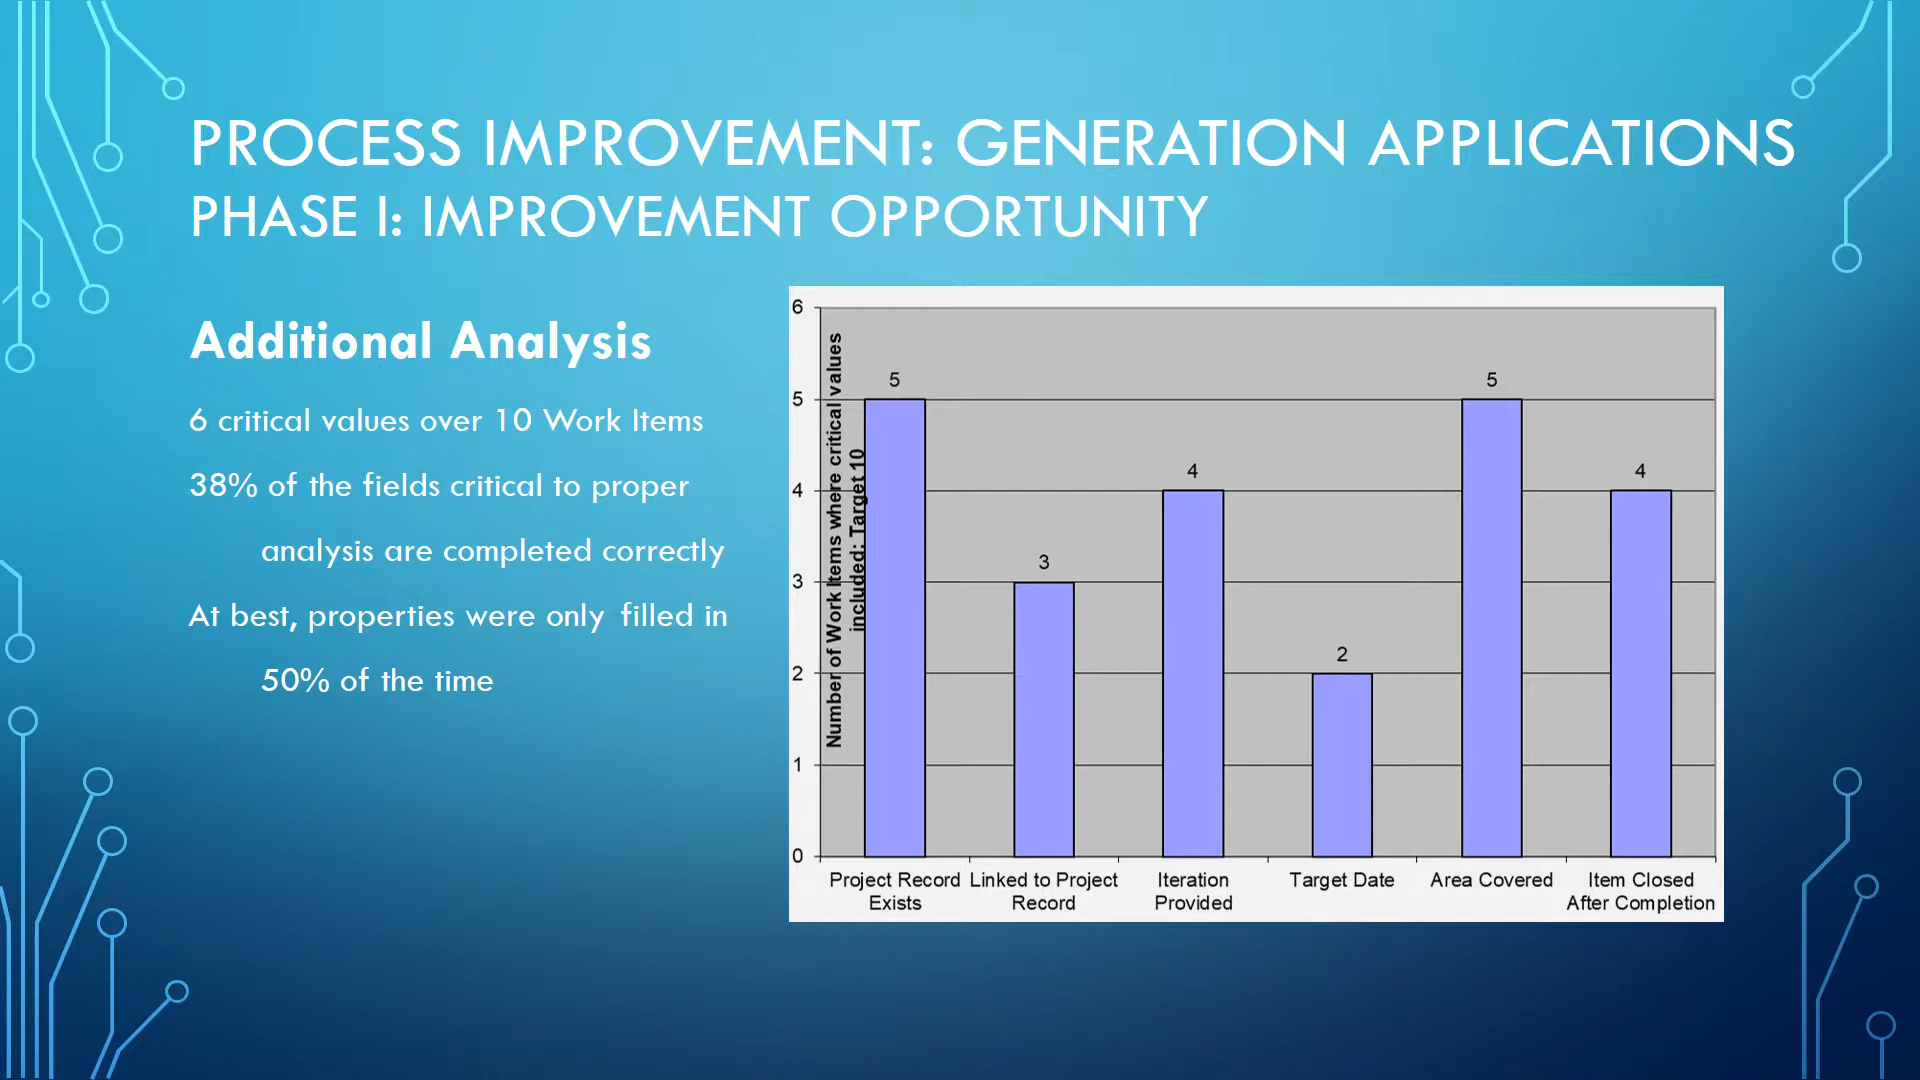 PROCESS IMPROVEMENT: GENERATION APPLICATIONS
PHASE I: IMPROVEMENT OPPORTUNITY
Additional Analysis
6 critical values over 10 Work Items
38% of the fields critical to proper
analysis are completed correctly
At best, properties were only filled in
50% of the time
Number of Work Items where critical values
included: Target 10
6
5
4
3
2
1
0
5
3
4
2
5
4
Project Record
Exists
Linked to Project
Record
Iteration
Provided
Target Date
Area Covered
Item Closed
After Completion